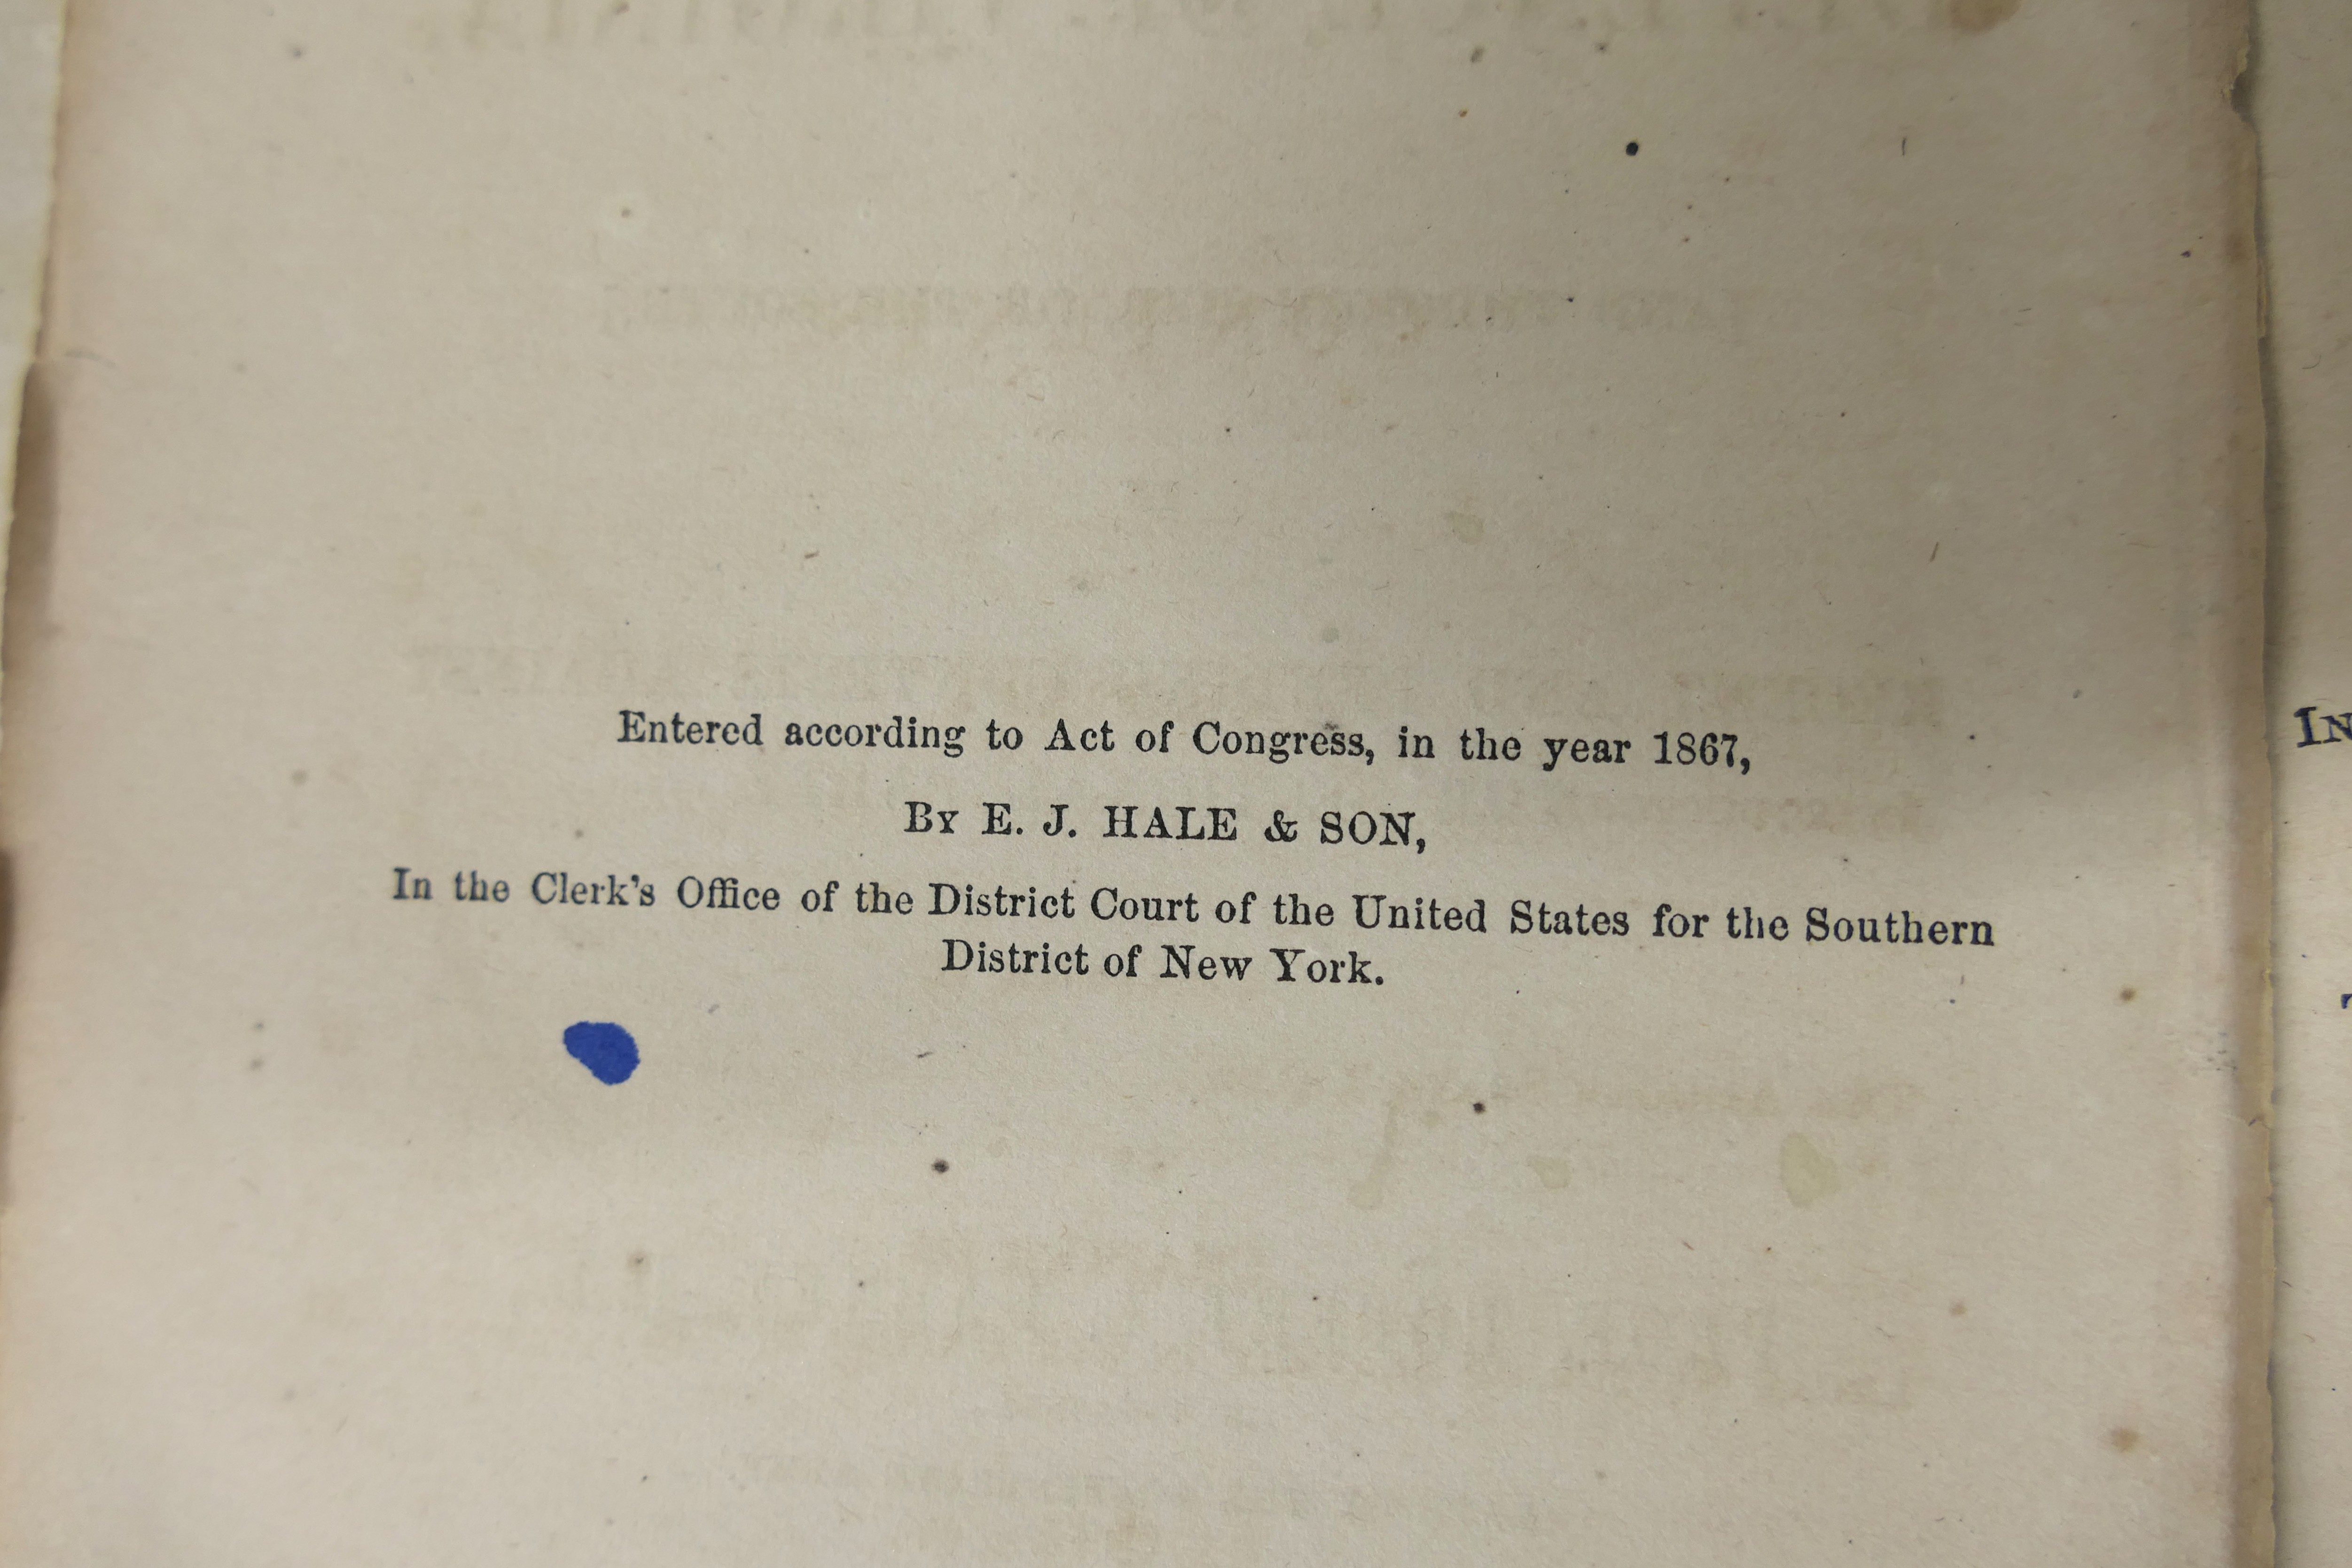 Entered according to Act of Congress, in the year 1867,
By E. J. HALE & SON,
In the Clerk's Office of the District Court of the United States for the Southern
District of New York.